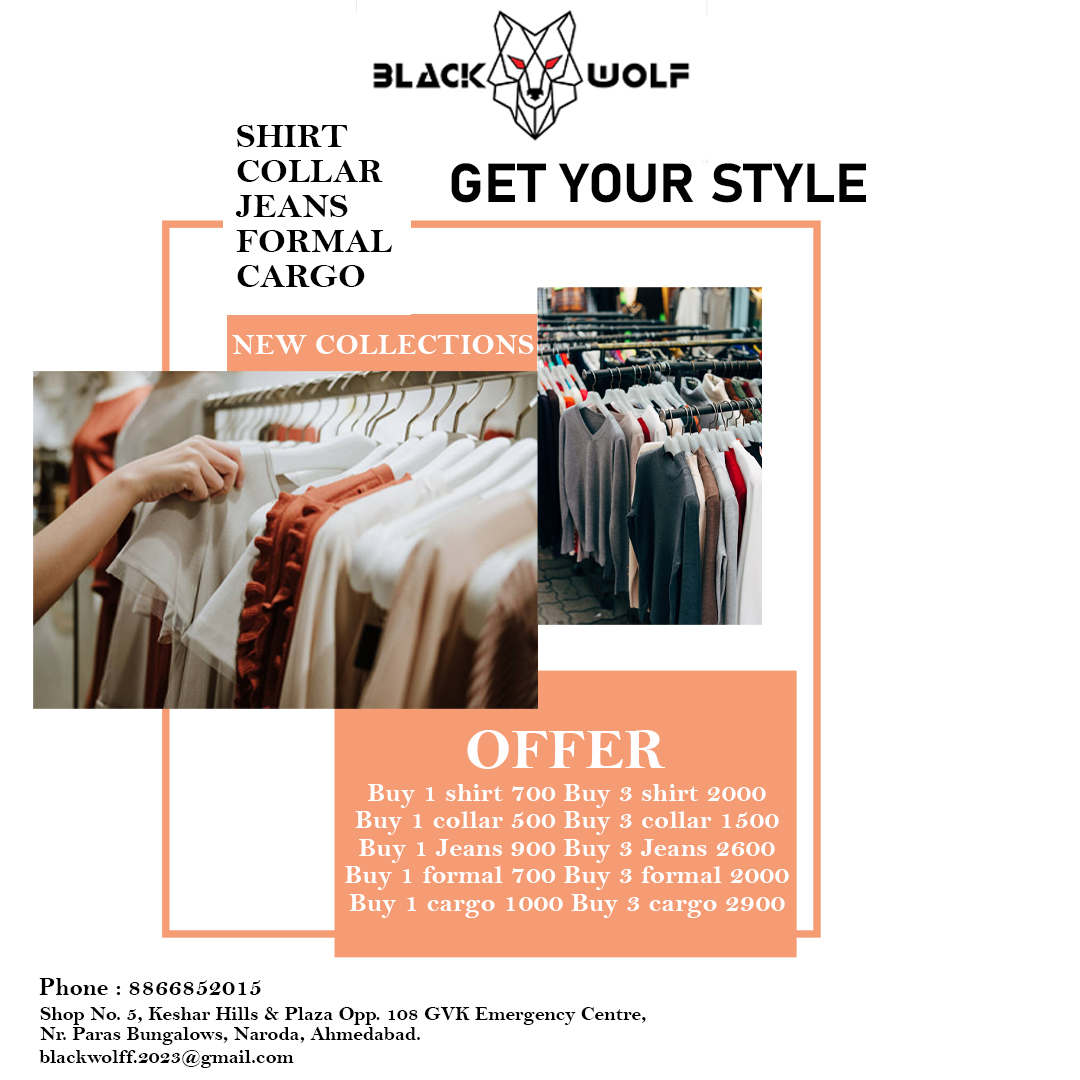 BLACK WOLF
SHIRT
COLLAR
JEANS
FORMAL
CARGO
GET YOUR STYLE
NEW COLLECTIONS
OFFER
Buy 1 shirt 700 Buy 3 shirt 2000
Buy 1 collar 500 Buy 3 collar 1500
Buy 1 Jeans 900 Buy 3 Jeans 2600
Buy 1 formal 700 Buy 3 formal 2000
Buy 1 cargo 1000 Buy 3 cargo 2900
Phone : 8866852015
Shop No. 5, Keshar Hills & Plaza Opp. 108 GVK Emergency Centre,
Nr. Paras Bungalows, Naroda, Ahmedabad.
blackwolff.2023@gmail.com